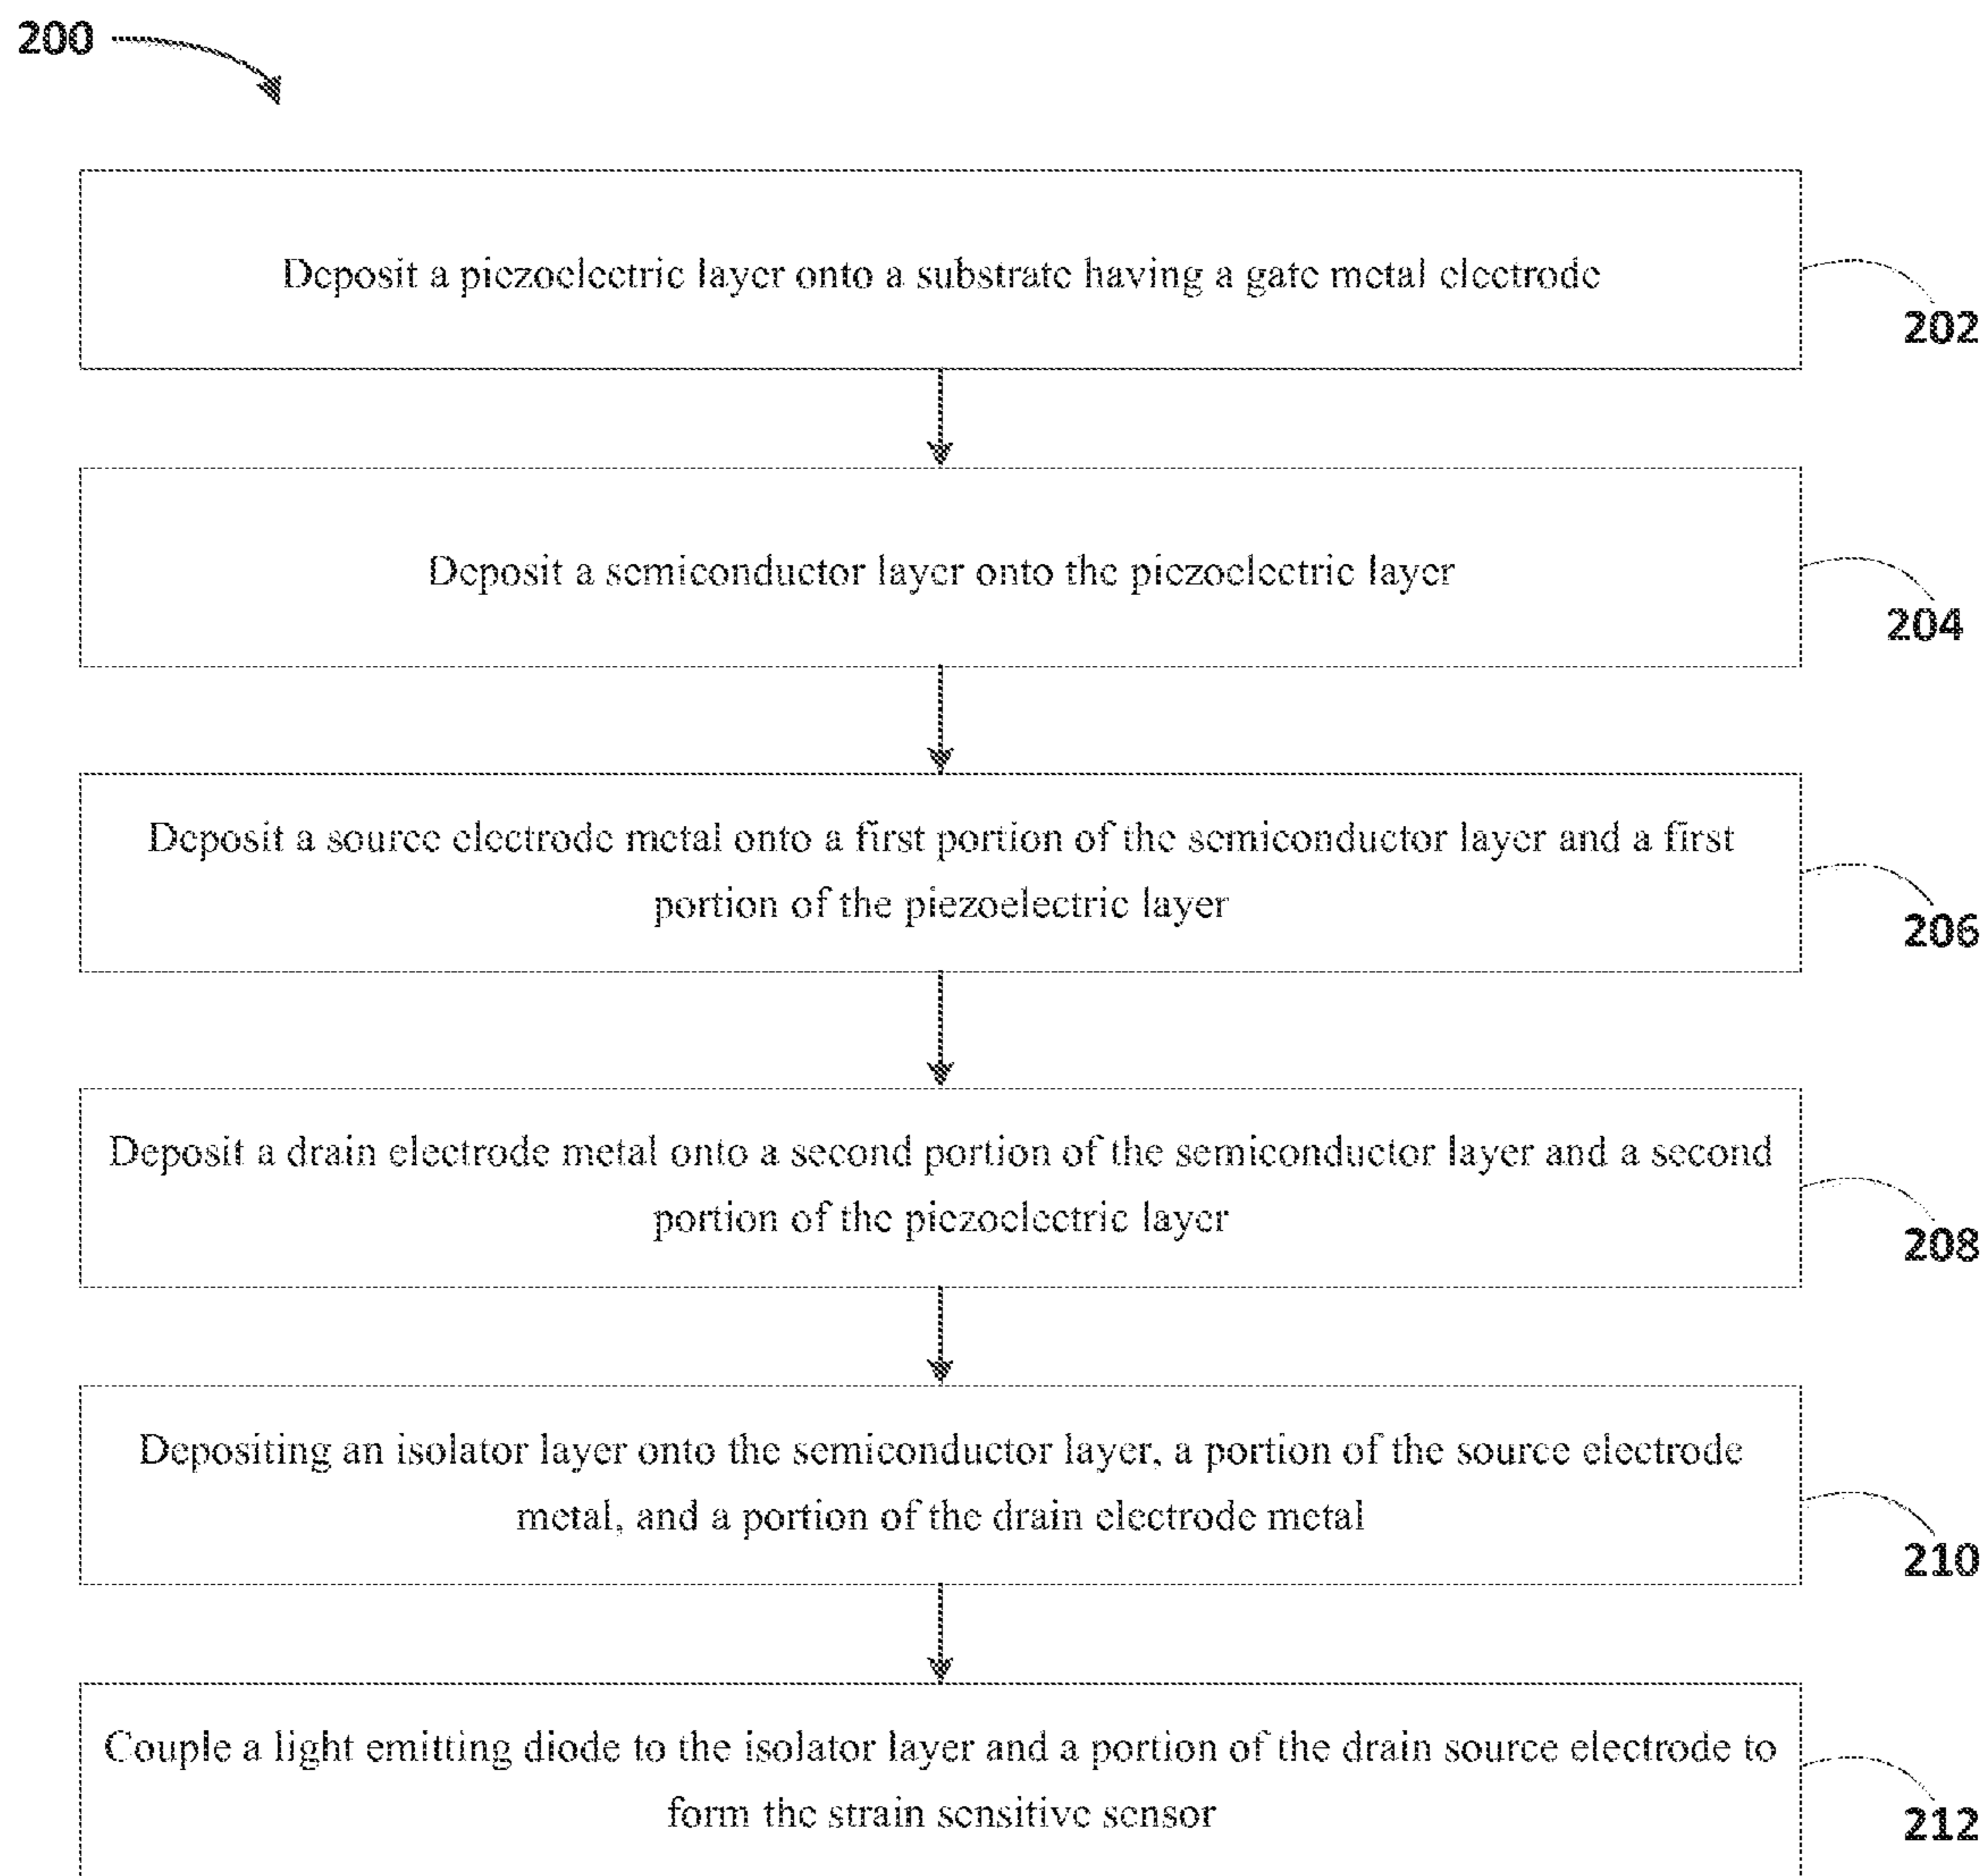 200
Deposit a piezoelectric layer onto a substrate having a gate metal electrode
202
Deposit a semiconductor layer onto the piezoelectric layer
204
Deposit a source electrode metal onto a first portion of the semiconductor layer and a first
portion of the piezoelectric layer
206
Deposit a drain electrode metal onto a second portion of the semiconductor layer and a second
portion of the piezoelectric layer
208
Depositing an isolator layer onto the semiconductor layer, a portion of the source electrode
metal, and a portion of the drain electrode metal
210
Couple a light emitting diode to the isolator layer and a portion of the drain source electrode to
form the strain sensitive sensor
212